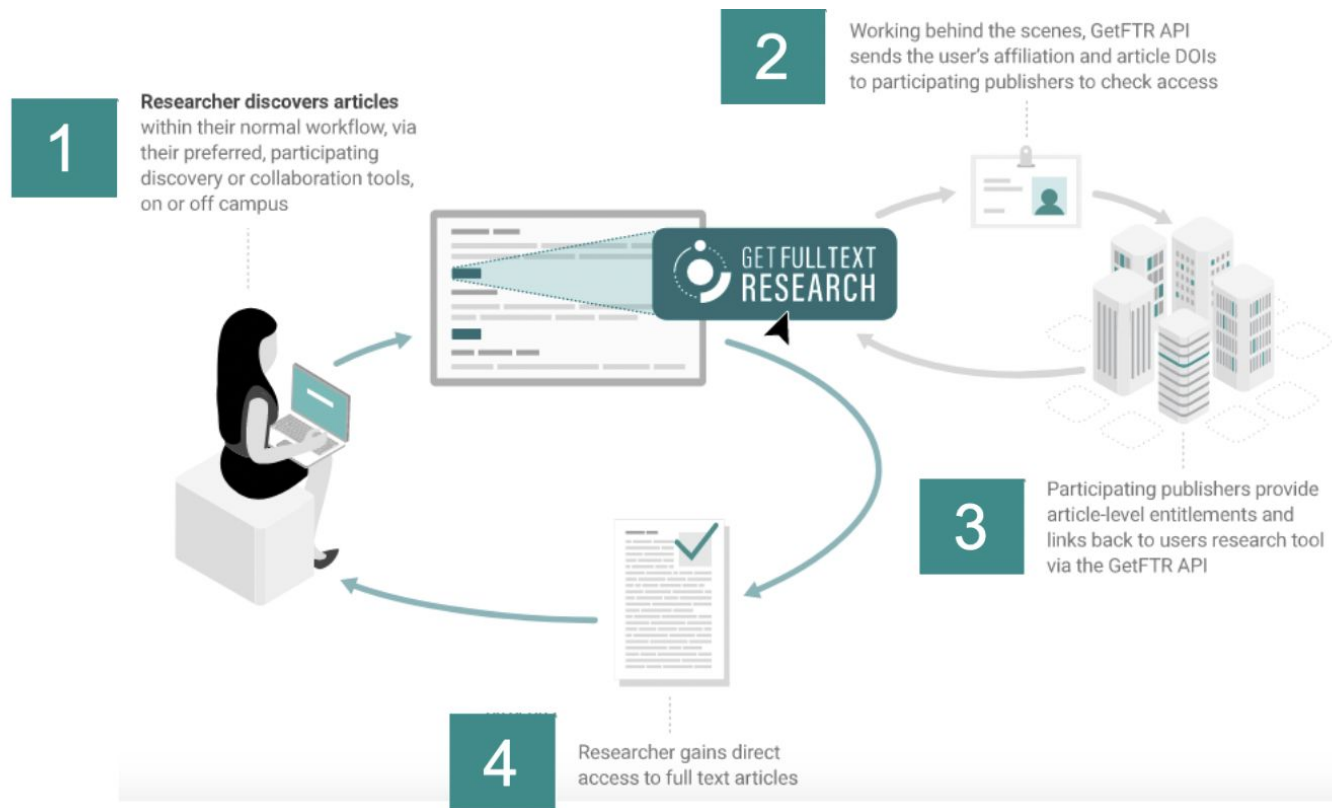 1
Researcher discovers articles
within their normal workflow, via
their preferred, participating
discovery or collaboration tools,
on or off campus
2
Working behind the scenes, GetFTR API
sends the user's affiliation and article DOIs
to participating publishers to check access
GET FULL TEXT
RESEARCH
3
Participating publishers provide
article-level entitlements and
links back to users research tool
via the GetFTR API
4
Researcher gains direct
access to full text articles